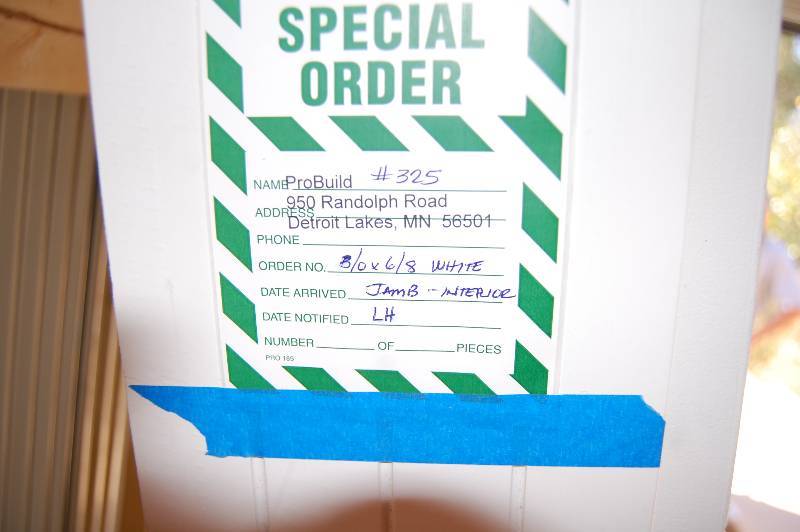 SPECIAL
ORDER
NAME ProBuild #325
950 Randolph Road
ADDRESS
Detroit Lakes, MN 56501
PHONE
ORDER NO. 3/0 x 6/8 WHITE
DATE ARRIVED JAMB - INTERIOR
DATE NOTIFIED LH
NUMBER OF PIECES
PRO 185